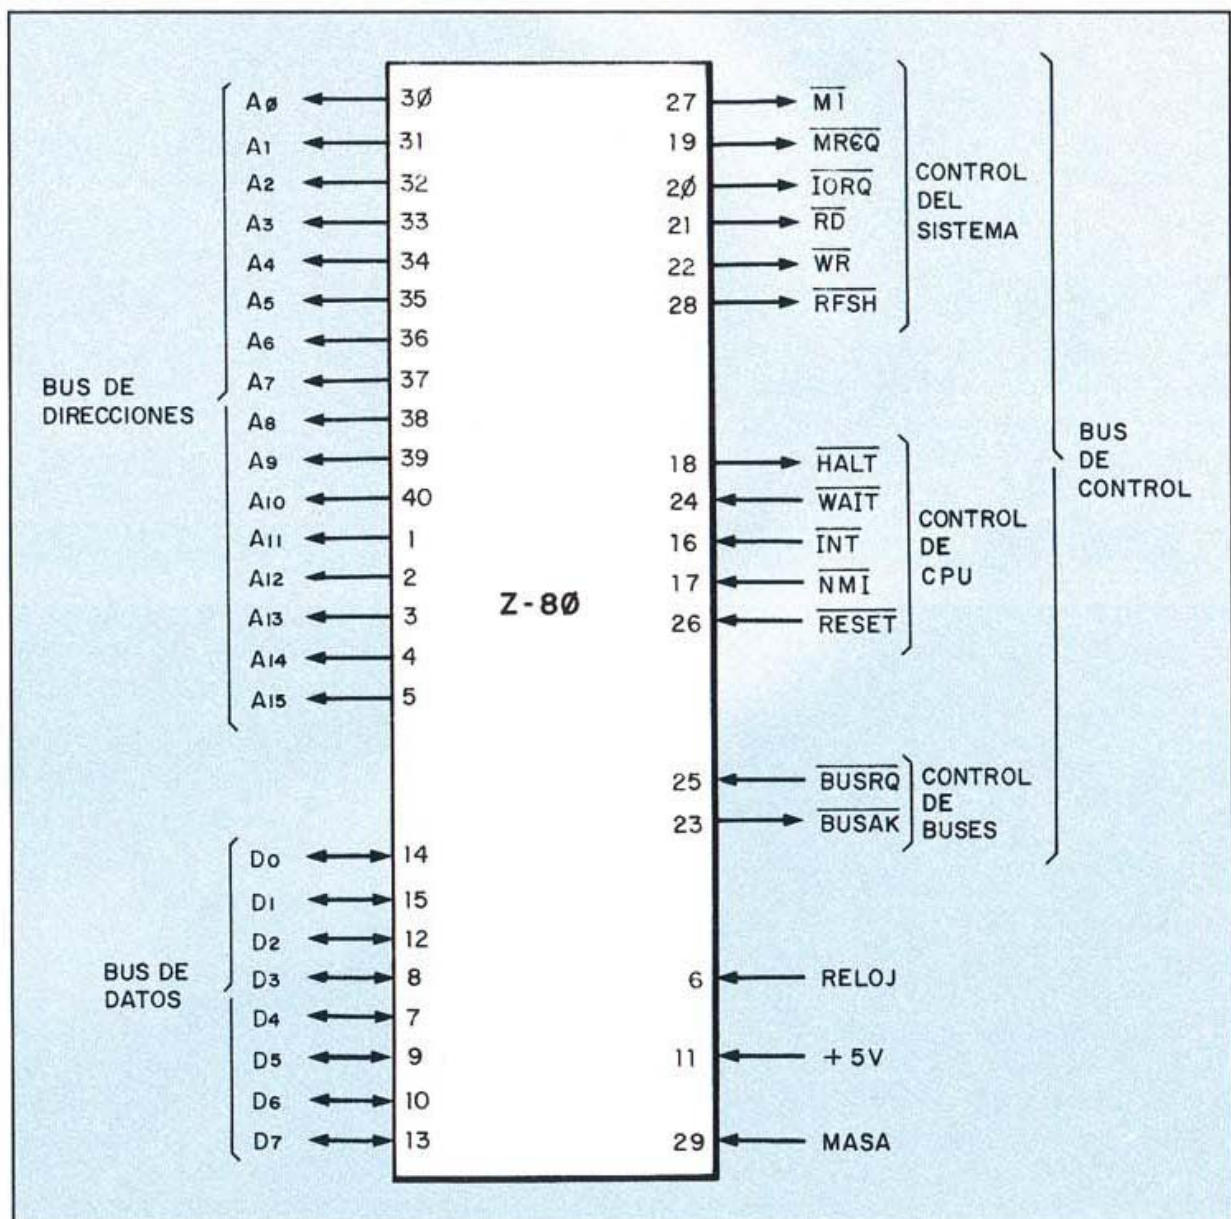 BUS DE
DIRECCIONES
AØ 3Ø
A1 31
A2 32
A3 33
A4 34
A5 35
A6 36
A7 37
A8 38
A9 39
A10 40
A11 1
A12 2
A13 3
A14 4
A15 5
BUS DE
DATOS
D0 14
D1 15
D2 12
D3 8
D4 7
D5 9
D6 10
D7 13
Z-8Ø
27 M1
19 MREQ
2Ø IORQ
21 RD
22 WR
28 RFSH
CONTROL
DEL
SISTEMA
18 HALT
24 WAIT
16 INT
17 NMI
26 RESET
CONTROL
DE
CPU
25 BUSRQ
23 BUSAK
CONTROL
DE
BUSES
BUS
DE
CONTROL
6 RELOJ
11 +5V
29 MASA